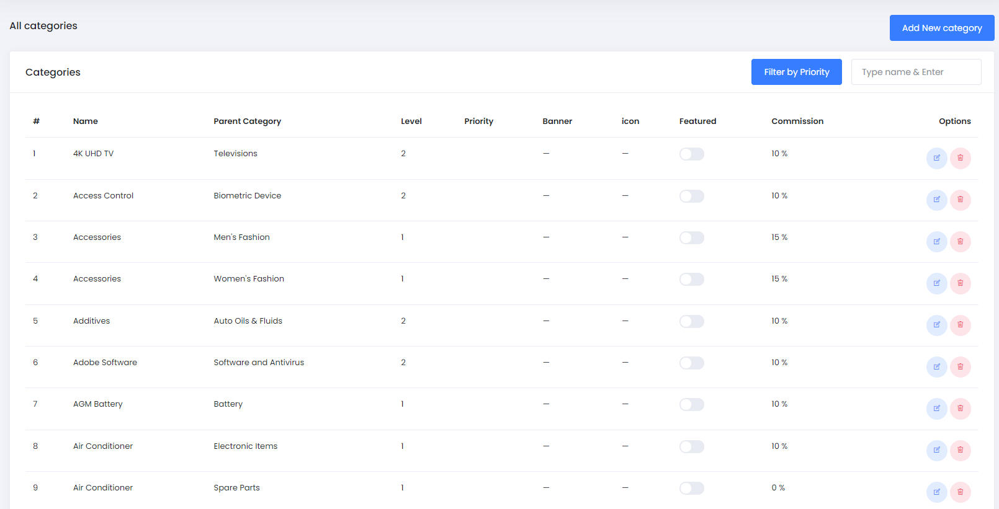 All categories
Add New category
Categories
Filter by Priority
Type name & Enter
# Name Parent Category Level Priority Banner icon Featured Commission Options
1 4K UHD TV Televisions 2 — — 10 %
2 Access Control Biometric Device 2 — — 10 %
3 Accessories Men's Fashion 1 — — 15 %
4 Accessories Women's Fashion 1 — — 15 %
5 Additives Auto Oils & Fluids 2 — — 10 %
6 Adobe Software Software and Antivirus 2 — — 10 %
7 AGM Battery Battery 1 — — 10 %
8 Air Conditioner Electronic Items 1 — — 10 %
9 Air Conditioner Spare Parts 1 — — 0 %